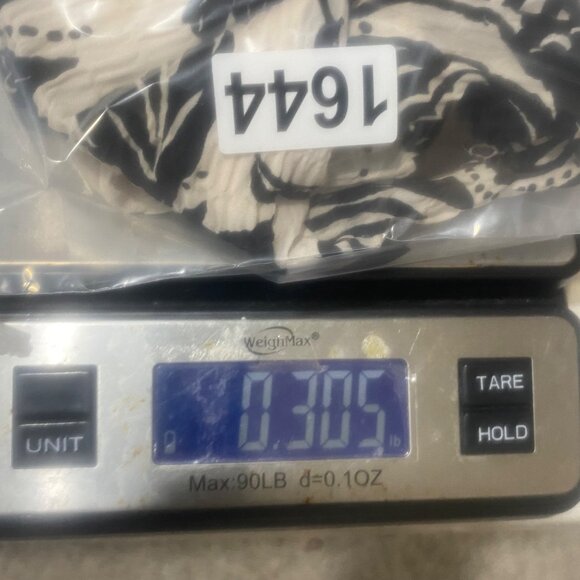 1644
WeighMax®
0.305 lb
UNIT
TARE
HOLD
Max:90LB d=0.1OZ